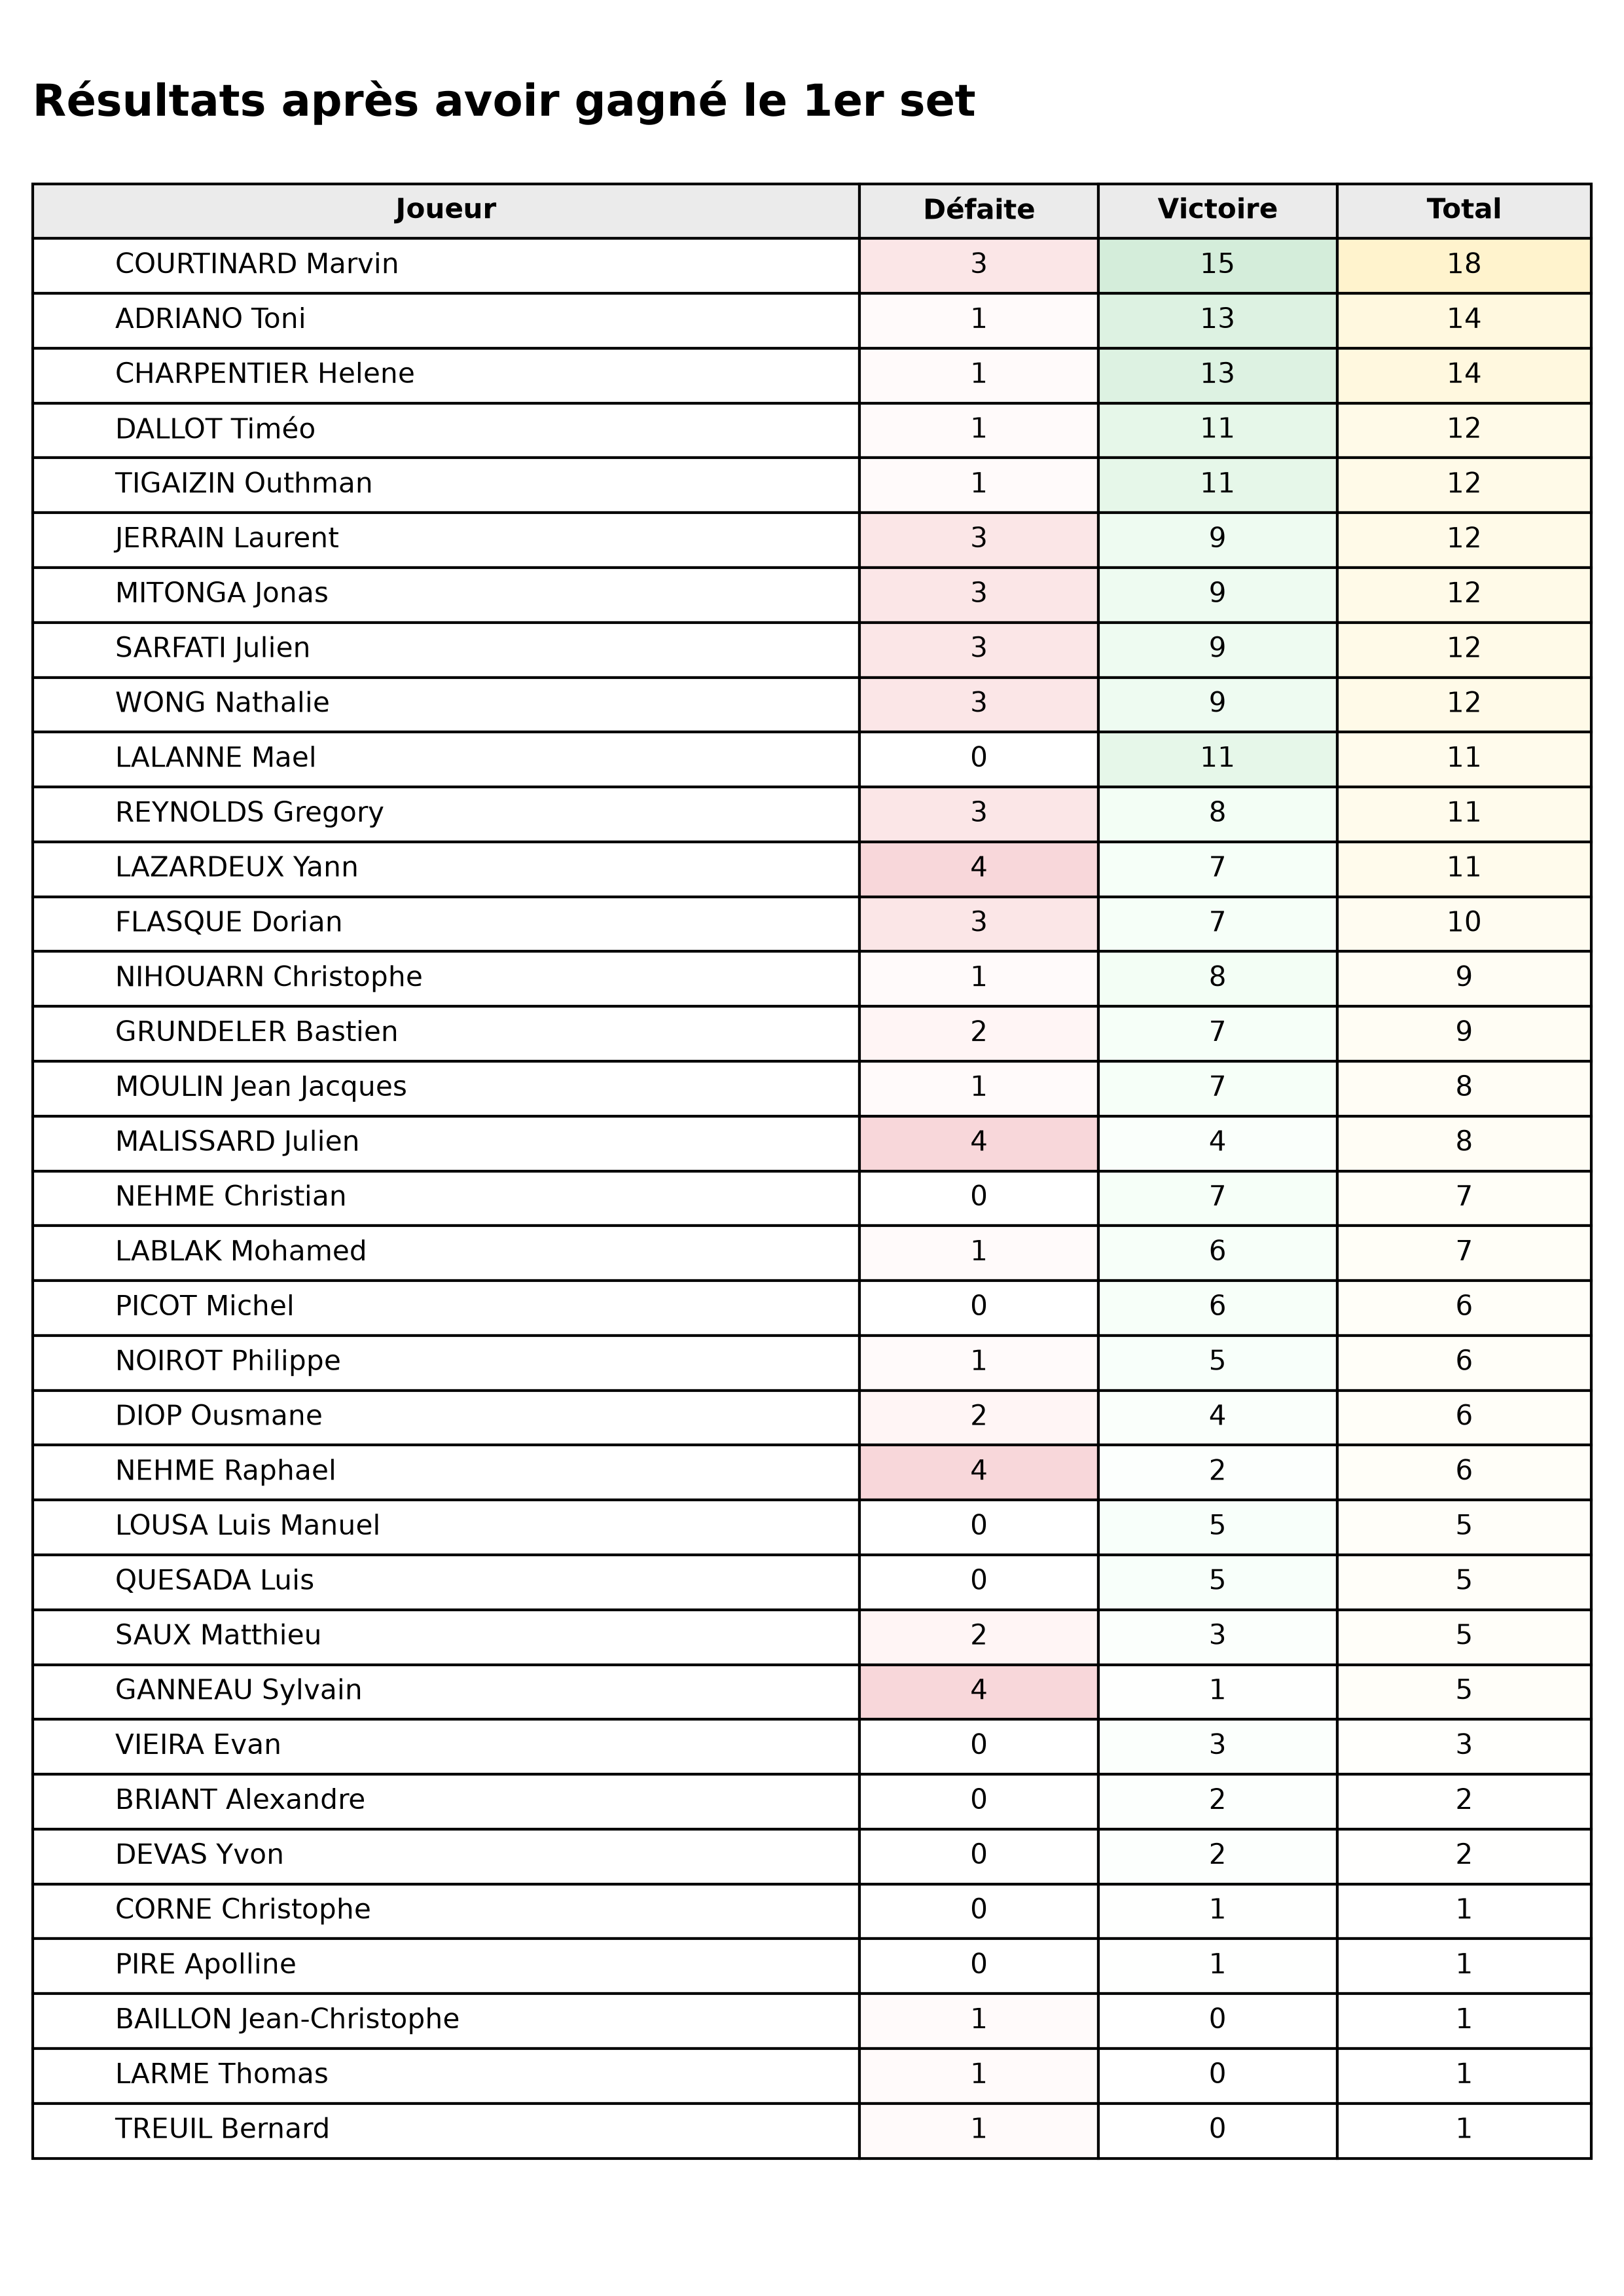 Résultats après avoir gagné le 1er set
Joueur Défaite Victoire Total
COURTINARD Marvin 3 15 18
ADRIANO Toni 1 13 14
CHARPENTIER Helene 1 13 14
DALLOT Timéo 1 11 12
TIGAIZIN Outhman 1 11 12
JERRAIN Laurent 3 9 12
MITONGA Jonas 3 9 12
SARFATI Julien 3 9 12
WONG Nathalie 3 9 12
LALANNE Mael 0 11 11
REYNOLDS Gregory 3 8 11
LAZARDEUX Yann 4 7 11
FLASQUE Dorian 3 7 10
NIHOUARN Christophe 1 8 9
GRUNDELER Bastien 2 7 9
MOULIN Jean Jacques 1 7 8
MALISSARD Julien 4 4 8
NEHME Christian 0 7 7
LABLAK Mohamed 1 6 7
PICOT Michel 0 6 6
NOIROT Philippe 1 5 6
DIOP Ousmane 2 4 6
NEHME Raphael 4 2 6
LOUSA Luis Manuel 0 5 5
QUESADA Luis 0 5 5
SAUX Matthieu 2 3 5
GANNEAU Sylvain 4 1 5
VIEIRA Evan 0 3 3
BRIANT Alexandre 0 2 2
DEVAS Yvon 0 2 2
CORNE Christophe 0 1 1
PIRE Apolline 0 1 1
BAILLON Jean-Christophe 1 0 1
LARME Thomas 1 0 1
TREUIL Bernard 1 0 1